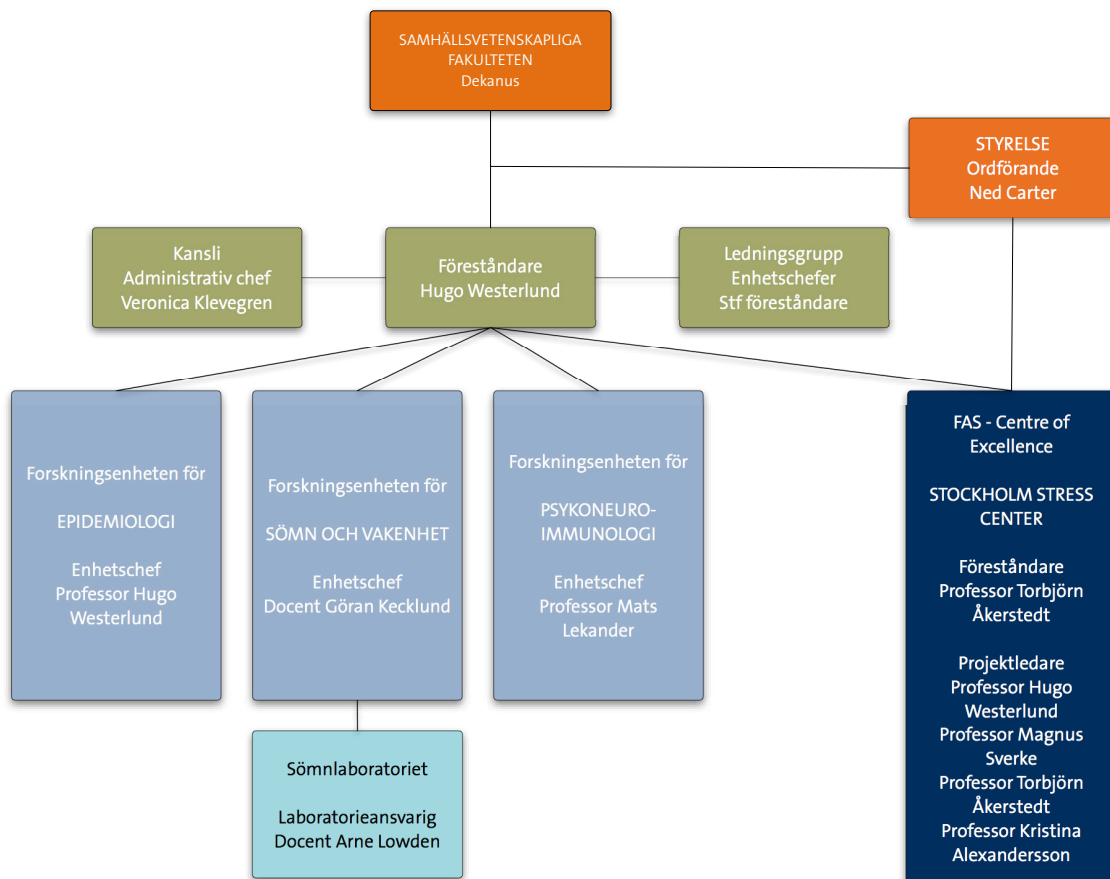 SAMHÄLLSVETENSKAPLIGA
FAKULTETEN
Dekanus
STYRELSE
Ordförande
Ned Carter
Kansli
Administrativ chef
Veronica Klevegren
Föreståndare
Hugo Westerlund
Ledningsgrupp
Enhetschefer
Stf föreståndare
Forskningsenheten för
EPIDEMIOLOGI
Enhetschef
Professor Hugo
Westerlund
Forskningsenheten för
SÖMN OCH VAKENHET
Enhetschef
Docent Göran Kecklund
Forskningsenheten för
PSYKONEURO-
IMMUNOLOGI
Enhetschef
Professor Mats
Lekander
FAS - Centre of
Excellence
STOCKHOLM STRESS
CENTER
Föreståndare
Professor Torbjörn
Åkerstedt
Projektledare
Professor Hugo
Westerlund
Professor Magnus
Sverke
Professor Torbjörn
Åkerstedt
Professor Kristina
Alexandersson
Sömnlaboratoriet
Laboratorieansvarig
Docent Arne Lowden